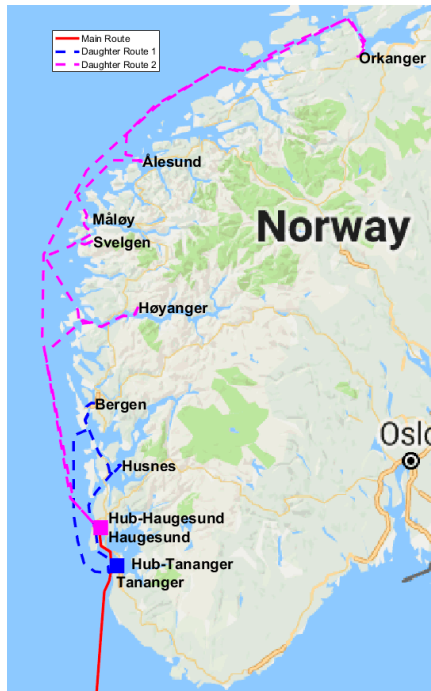 Main Route
Daughter Route 1
Daughter Route 2
Orkanger
Ålesund
Måløy
Norway
Svelgen
Høyanger
Bergen
Oslo
Husnes
Hub-Haugesund
Haugesund
Hub-Tananger
Tananger